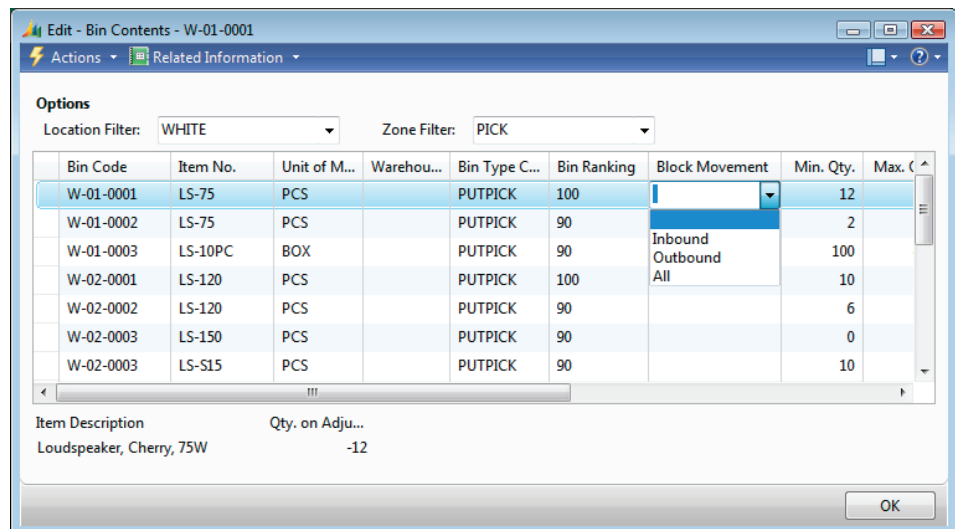 Edit - Bin Contents - W-01-0001
Actions Related Information
Options
Location Filter: WHITE Zone Filter: PICK
Bin Code Item No. Unit of M... Warehou... Bin Type C... Bin Ranking Block Movement Min. Qty. Max. (
W-01-0001 LS-75 PCS PUTPICK 100 12
W-01-0002 LS-75 PCS PUTPICK 90 2
W-01-0003 LS-10PC BOX PUTPICK 90 Inbound 100
Outbound
W-02-0001 LS-120 PCS PUTPICK 100 All 10
W-02-0002 LS-120 PCS PUTPICK 90 6
W-02-0003 LS-150 PCS PUTPICK 90 0
W-02-0003 LS-S15 PCS PUTPICK 90 10
Item Description Qty. on Adju...
Loudspeaker, Cherry, 75W -12
OK